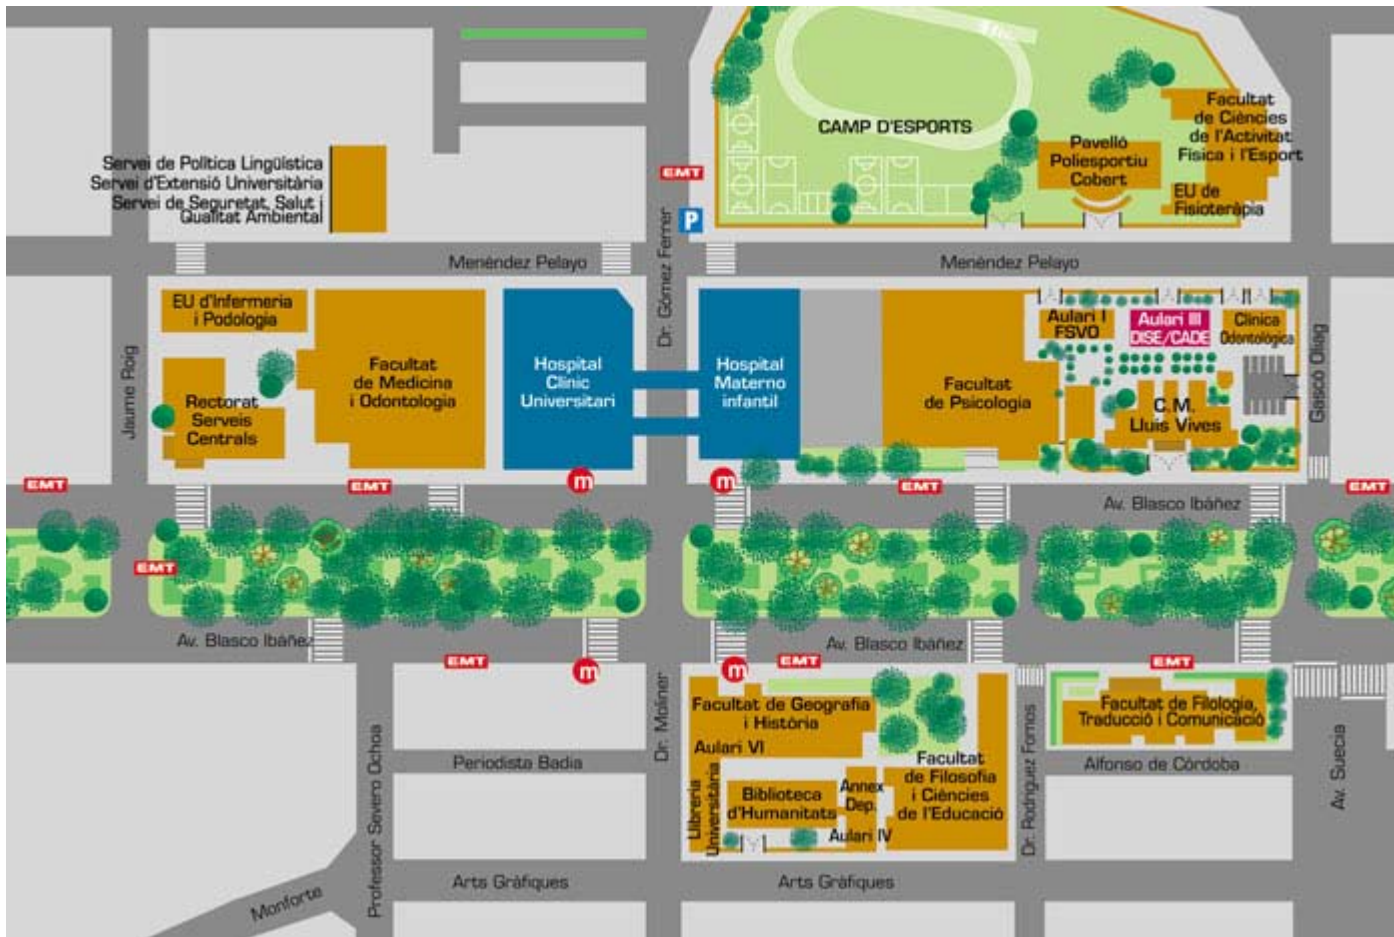 CAMP D'ESPORTS
Facultat
de Ciències
de l'Activitat
Física i l'Esport
Pavelló
Poliesportiu
Cobert
EU de
Fisioteràpia
Servei de Política Lingüística
Servei d'Extensió Universitària
Servei de Seguretat, Salut i
Qualitat Ambiental
EMT
P
Dr. Gómez Ferrer
Menéndez Pelayo
Menéndez Pelayo
EU d'Infermeria
i Podologia
Facultat
de Medicina
i Odontologia
Hospital
Clínic
Universitari
Hospital
Materno
infantil
Facultat
de Psicologia
Aulari I
FSVO
Aulari III
DISE/CADE
Clínica
Odontològica
C.M.
Lluis Vives
Rectorat
Serveis
Centrals
Jaume Roig
Gascó Oliag
EMT
EMT
m
m
EMT
EMT
Av. Blasco Ibáñez
EMT
Av. Blasco Ibáñez
Av. Blasco Ibáñez
EMT
m
m
EMT
EMT
Facultat de Geografia
i Història
Aulari VI
Facultat de Filologia,
Traducció i Comunicació
Dr. Moliner
Periodista Badia
Llibreria
Universitària
Biblioteca
d'Humanitats
Annex
Dep.
Aulari IV
Facultat
de Filosofia
i Ciències
de l'Educació
Dr. Rodriguez Fornos
Alfonso de Córdoba
Av. Suecia
Professor Severo Ochoa
Monforte
Arts Gràfiques
Arts Gràfiques